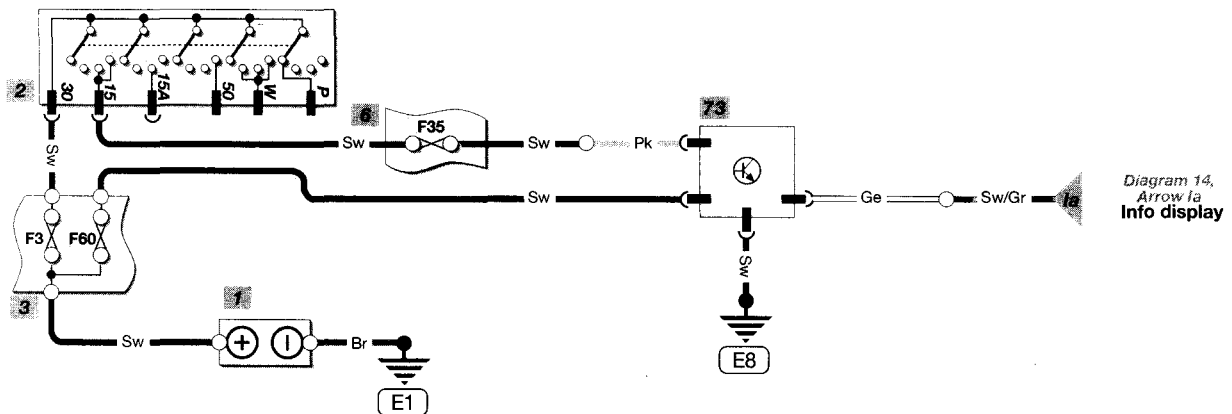 2
30
15
15A
50
W
P
Sw
6
F35
Sw
Sw
Pk
73
Sw
Ge
Sw/Gr
Ia
Diagram 14,
Arrow Ia
Info display
F3
F60
Sw
3
1
Sw
+
Br
E1
E8